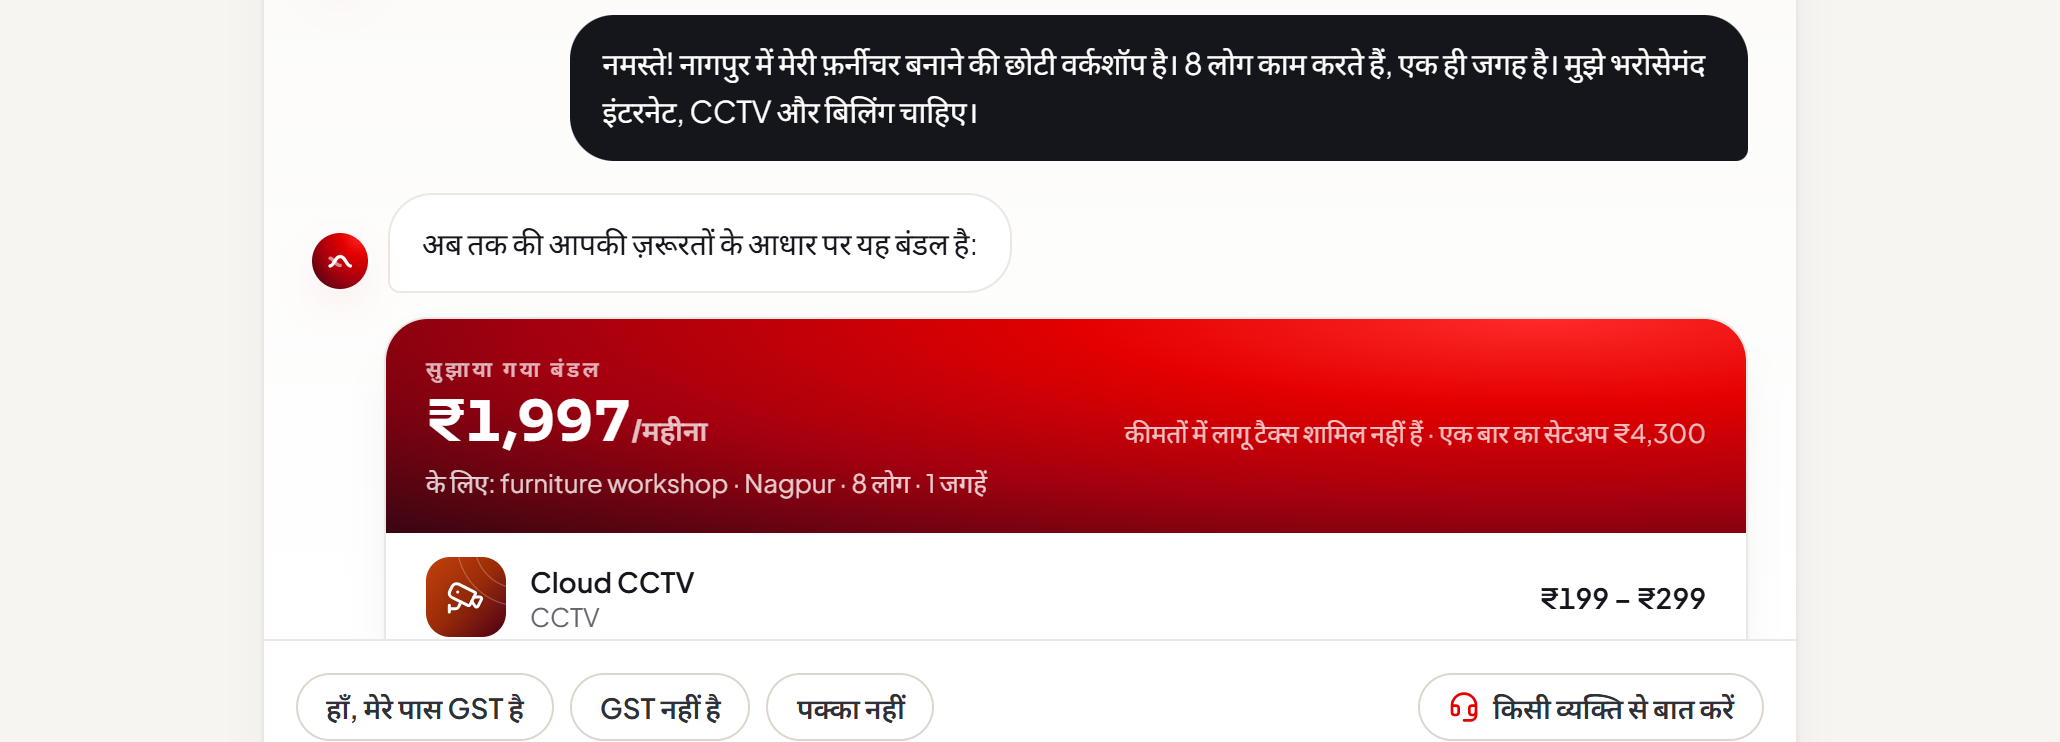 नमस्ते! नागपुर में मेरी फ़र्नीचर बनाने की छोटी वर्कशॉप है। 8 लोग काम करते हैं, एक ही जगह है। मुझे भरोसेमंद
इंटरनेट, CCTV और बिलिंग चाहिए।
अब तक की आपकी ज़रूरतों के आधार पर यह बंडल है:
सुझाया गया बंडल
₹1,997/महीना
कीमतों में लागू टैक्स शामिल नहीं हैं · एक बार का सेटअप ₹4,300
के लिए: furniture workshop · Nagpur · 8 लोग · 1 जगहें
Cloud CCTV
CCTV
₹199 – ₹299
हाँ, मेरे पास GST है
GST नहीं है
पक्का नहीं
किसी व्यक्ति से बात करें